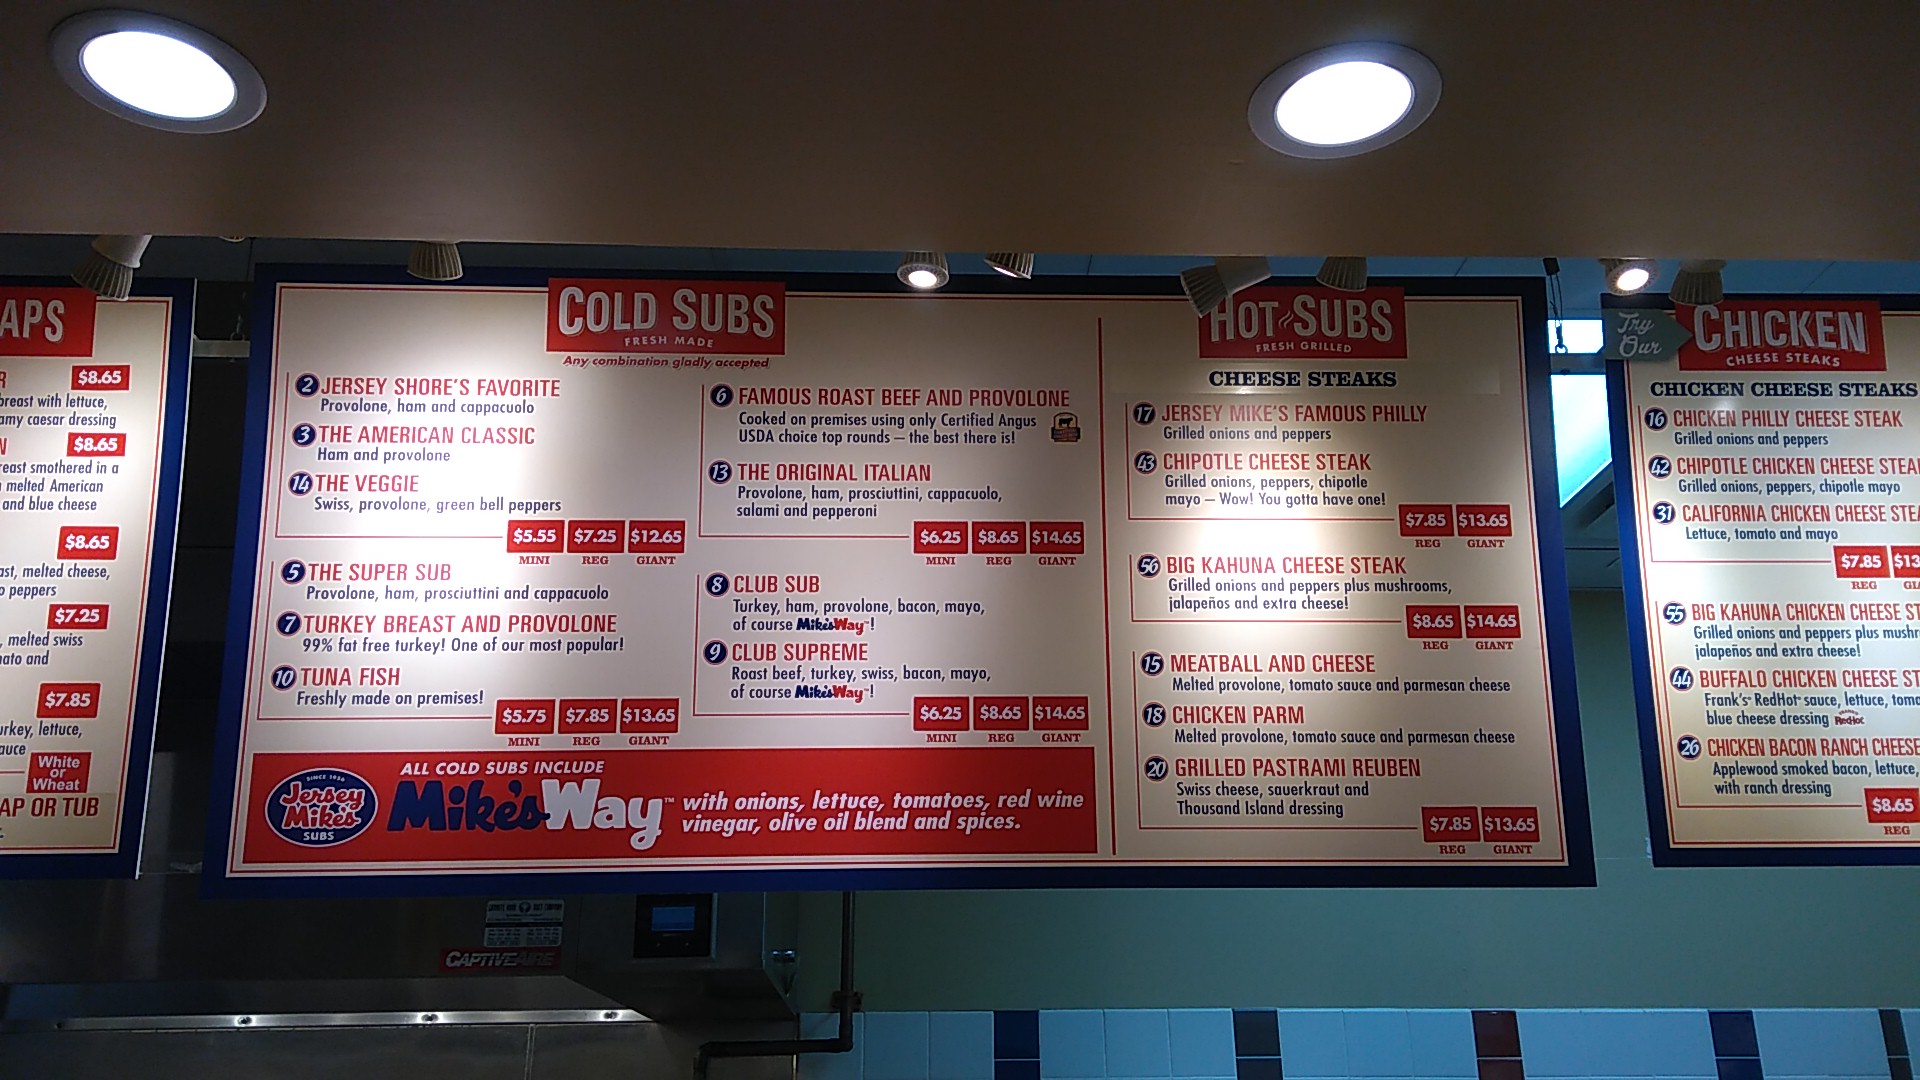 APS
$8.65
breast with lettuce,
amy caesar dressing
$8.65
east smothered in a
melted American
and blue cheese
$8.65
ast, melted cheese,
o peppers
$7.25
, melted swiss
ato and
$7.85
urkey, lettuce,
auce
White
or
Wheat
AP OR TUB
COLD SUBS
FRESH MADE
Any combination gladly accepted
2 JERSEY SHORE'S FAVORITE
Provolone, ham and cappacuolo
3 THE AMERICAN CLASSIC
Ham and provolone
14 THE VEGGIE
Swiss, provolone, green bell peppers
$5.55 $7.25 $12.65
MINI REG GIANT
5 THE SUPER SUB
Provolone, ham, prosciuttini and cappacuolo
7 TURKEY BREAST AND PROVOLONE
99% fat free turkey! One of our most popular!
10 TUNA FISH
Freshly made on premises!
$5.75 $7.85 $13.65
MINI REG GIANT
6 FAMOUS ROAST BEEF AND PROVOLONE
Cooked on premises using only Certified Angus
USDA choice top rounds – the best there is!
13 THE ORIGINAL ITALIAN
Provolone, ham, prosciuttini, cappacuolo,
salami and pepperoni
$6.25 $8.65 $14.65
MINI REG GIANT
8 CLUB SUB
Turkey, ham, provolone, bacon, mayo,
of course Mike's Way™!
9 CLUB SUPREME
Roast beef, turkey, swiss, bacon, mayo,
of course Mike's Way™!
$6.25 $8.65 $14.65
MINI REG GIANT
SINCE 1956
Jersey
Mike's
SUBS
ALL COLD SUBS INCLUDE
Mike's Way™
with onions, lettuce, tomatoes, red wine
vinegar, olive oil blend and spices.
HOT SUBS
FRESH GRILLED
CHEESE STEAKS
17 JERSEY MIKE'S FAMOUS PHILLY
Grilled onions and peppers
43 CHIPOTLE CHEESE STEAK
Grilled onions, peppers, chipotle
mayo – Wow! You gotta have one!
$7.85 $13.65
REG GIANT
56 BIG KAHUNA CHEESE STEAK
Grilled onions and peppers plus mushrooms,
jalapeños and extra cheese!
$8.65 $14.65
REG GIANT
15 MEATBALL AND CHEESE
Melted provolone, tomato sauce and parmesan cheese
18 CHICKEN PARM
Melted provolone, tomato sauce and parmesan cheese
20 GRILLED PASTRAMI REUBEN
Swiss cheese, sauerkraut and
Thousand Island dressing
$7.85 $13.65
REG GIANT
Try
Our
CHICKEN
CHEESE STEAKS
CHICKEN CHEESE STEAKS
16 CHICKEN PHILLY CHEESE STEAK
Grilled onions and peppers
42 CHIPOTLE CHICKEN CHEESE STEA
Grilled onions, peppers, chipotle mayo
31 CALIFORNIA CHICKEN CHEESE STEA
Lettuce, tomato and mayo
$7.85 $13
REG GI
55 BIG KAHUNA CHICKEN CHEESE ST
Grilled onions and peppers plus mushr
jalapeños and extra cheese!
44 BUFFALO CHICKEN CHEESE ST
Frank's RedHot sauce, lettuce, toma
blue cheese dressing RedHot
26 CHICKEN BACON RANCH CHEESE
Applewood smoked bacon, lettuce,
with ranch dressing
$8.65
REG
CAPTIVEAIRE